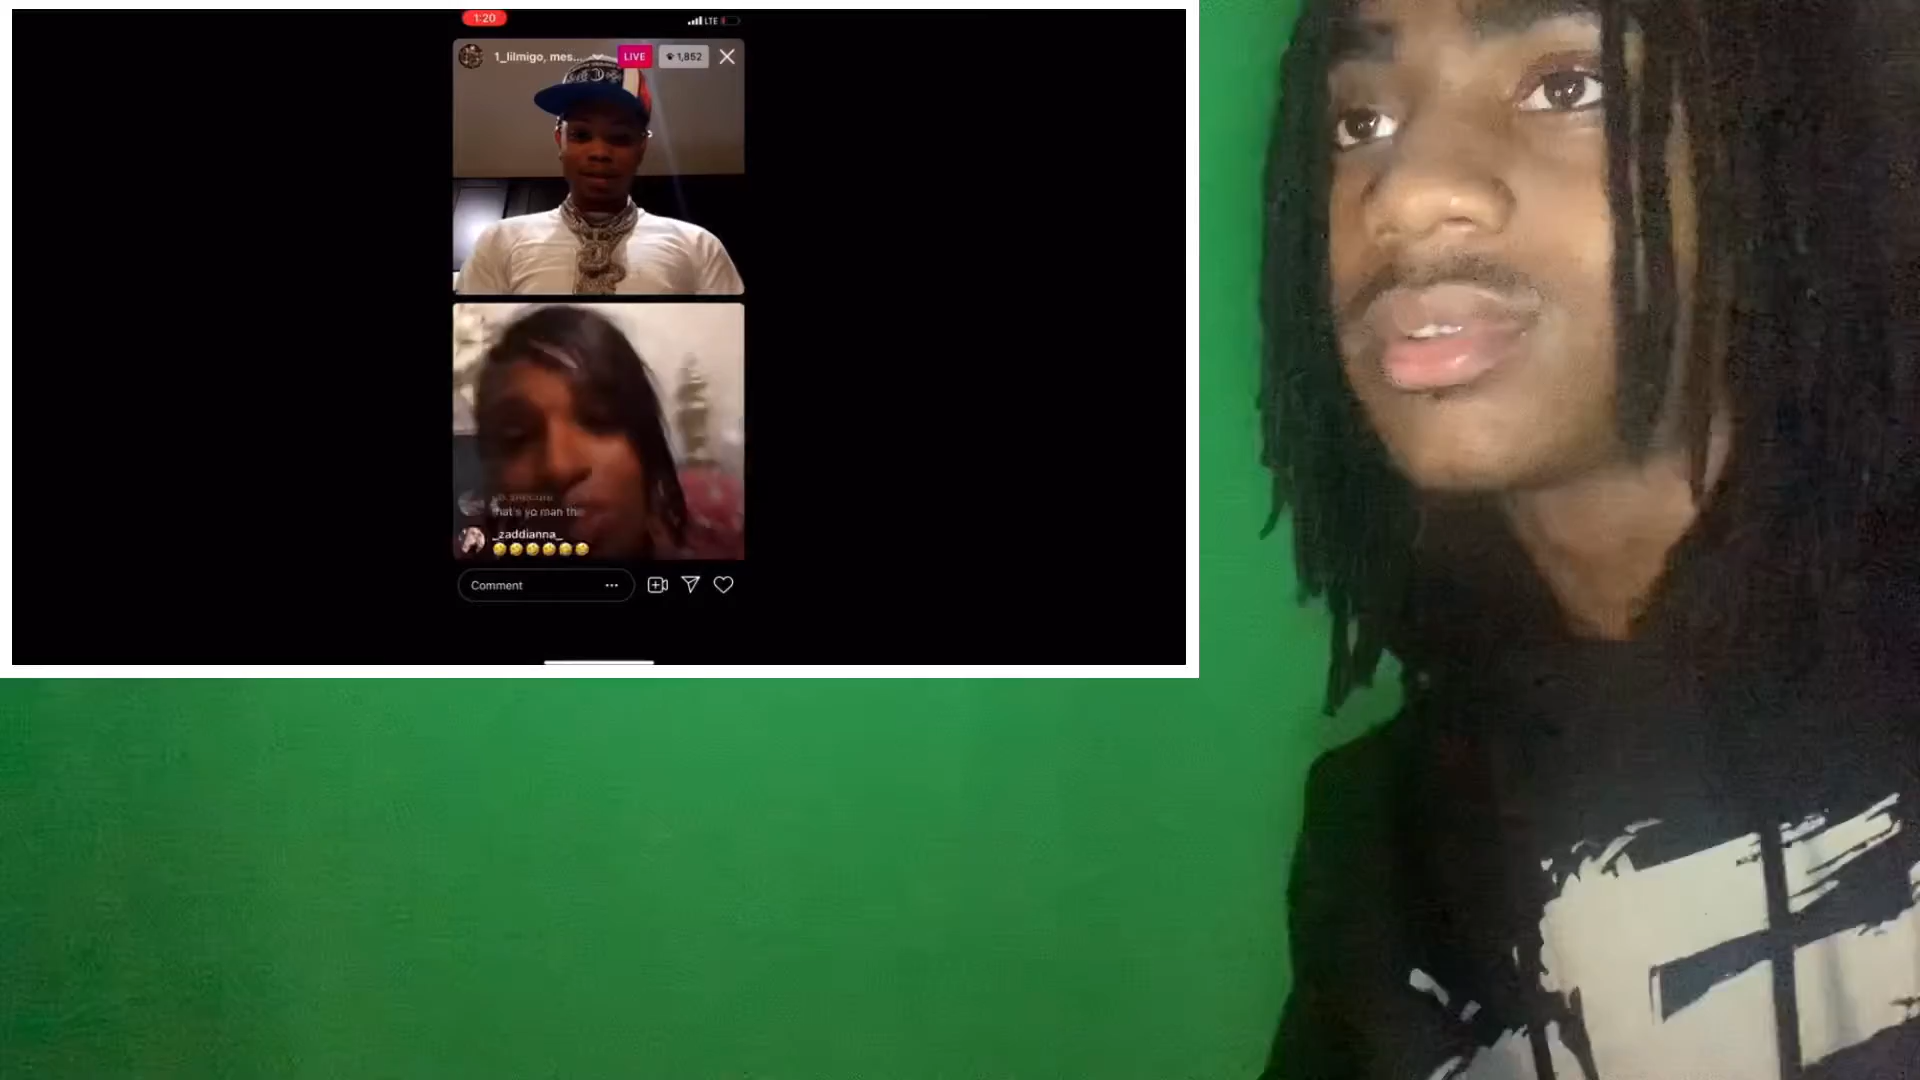 1:20
LTE
1_lilmigo, mes...
LIVE
1,852
that's yo man the
_zaddianna_
Comment